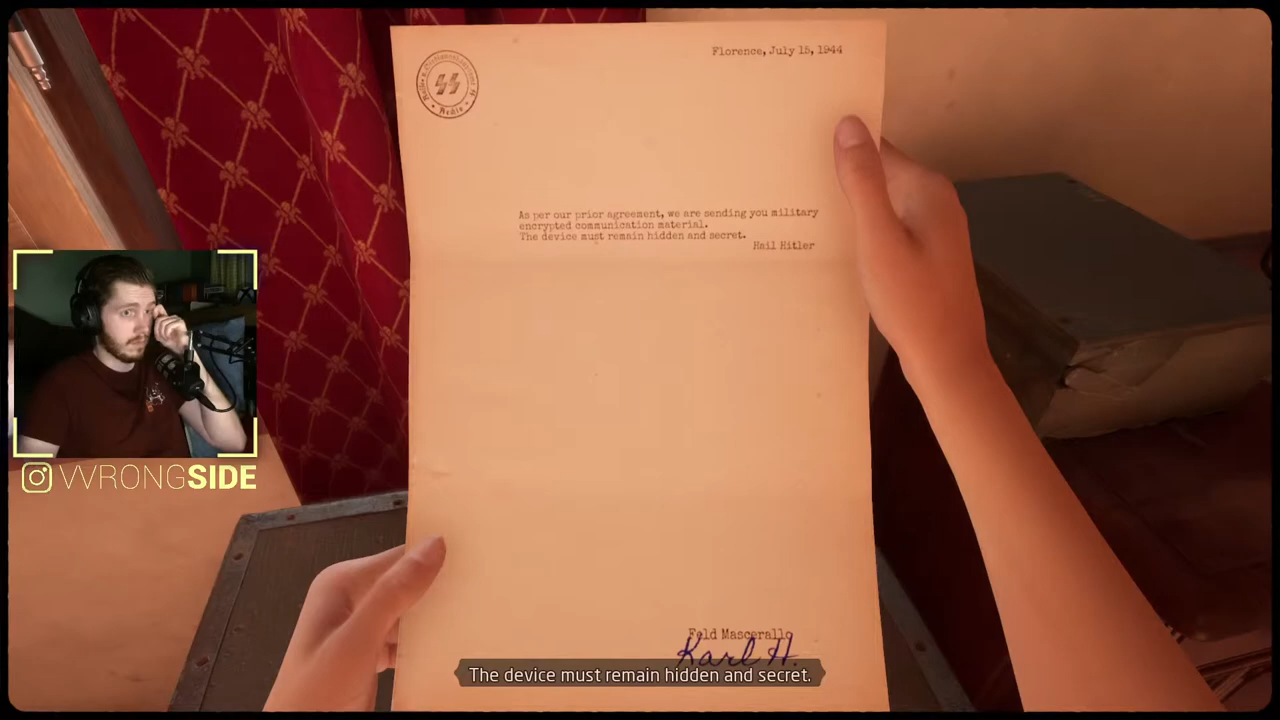 Florence, July 15, 1944
As per our prior agreement, we are sending you military
encrypted communication material.
The device must remain hidden and secret.
Hail Hitler
VVRONGSIDE
Feld Mascerallo
Karl H.
The device must remain hidden and secret.